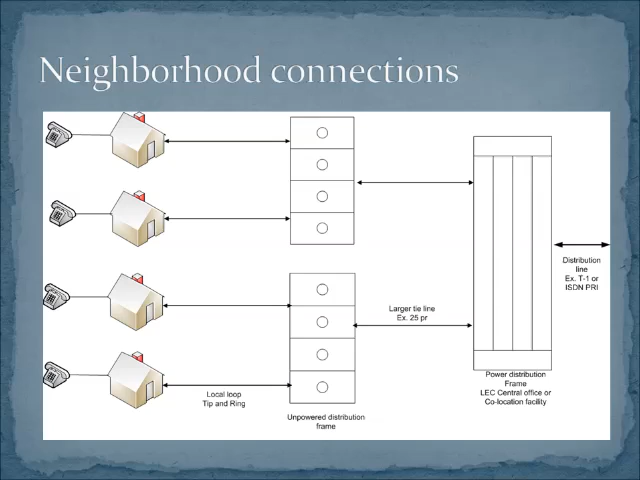 Neighborhood connections
Distribution
line
Ex. T-1 or
ISDN PRI
Larger tie line
Ex. 25 pr
Power distribution
Frame
LEC Central office or
Co-location facility
Local loop
Tip and Ring
Unpowered distribution
frame